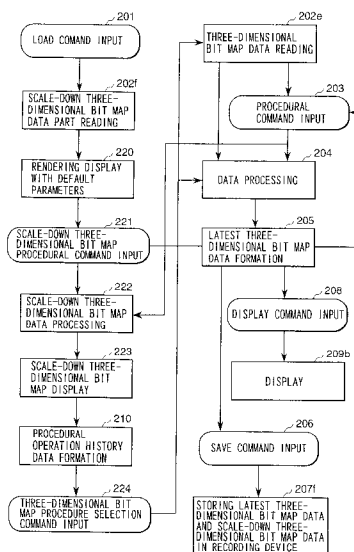 201
LOAD COMAND INPUT
202f
SCALE-DOWN THREE-
DIMENSIONAL BIT MAP
DATA PART READING
220
RENDERING DISPLAY
WITH DEFAULT
PARAMETERS
221
SCALE-DOWN THREE-
DIMENSIONAL BIT MAP
PROCEDURAL COMMAND INPUT
222
SCALE-DOWN THREE-
DIMENSIONAL BIT MAP
DATA PROCESSING
223
SCALE-DOWN THREE-
DIMENSIONAL BIT
MAP DISPLAY
210
PROCEDURAL
OPERATION HISTORY
DATA FORMATION
224
THREE-DIMENSIONAL BIT
MAP PROCEDURE SELECTION
COMMAND INPUT
202e
THREE-DIMENSIONAL
BIT MAP DATA READING
203
PROCEDURAL
COMMAND INPUT
204
DATA PROCESSING
205
LATEST THREE-
DIMENSIONAL BIT MAP
DATA FORMATION
208
DISPLAY COMMAND INPUT
209b
DISPLAY
206
SAVE COMMAND INPUT
207f
STORING LATEST THREE-
DIMENSIONAL BIT MAP DATA
AND SCALE-DOWN THREE-
DIMENSIONAL BIT MAP
DATA IN RECORDING DEVICE